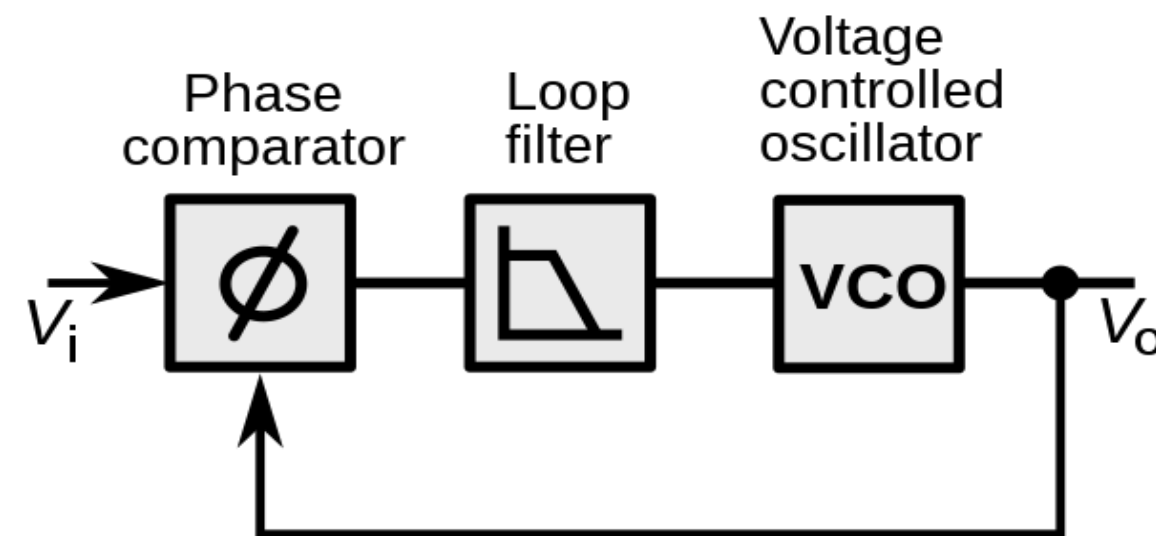 Phase
comparator
Loop
filter
Voltage
controlled
oscillator
ϕ
VCO
Vi
Vo